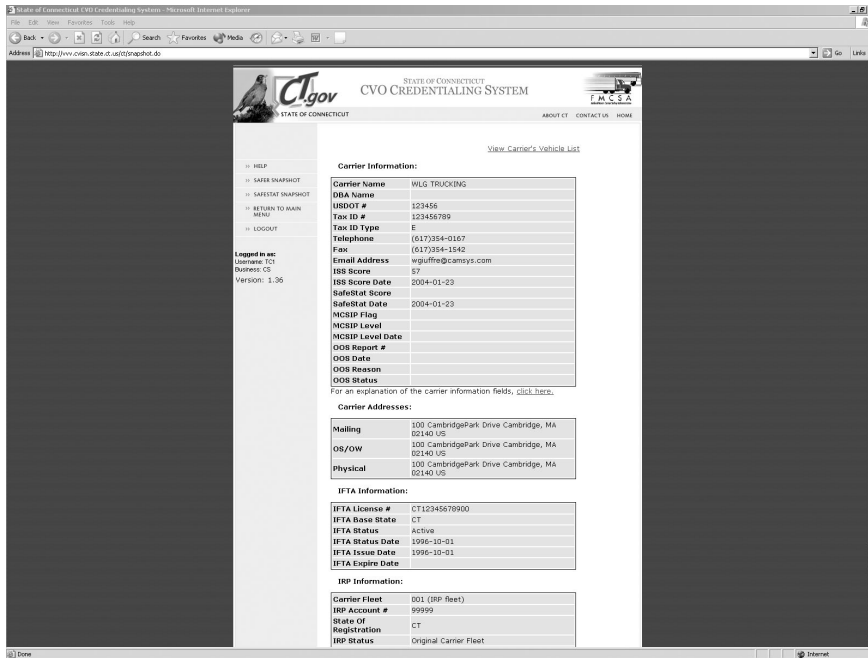 State of Connecticut CVO Credentialing System - Microsoft Internet Explorer
File Edit View Favorites Tools Help
Back Search Favorites Media
Address http://vvv.cvisn.state.ct.us/ct/snapshot.do Go Links
CT.gov
STATE OF CONNECTICUT
STATE OF CONNECTICUT
CVO CREDENTIALING SYSTEM
FMCSA
ABOUT CT CONTACT US HOME
View Carrier's Vehicle List
>> HELP
>> SAFER SNAPSHOT
>> SAFESTAT SNAPSHOT
>> RETURN TO MAIN
MENU
>> LOGOUT
Logged in as:
Username: TC1
Business: CS
Version: 1.36
Carrier Information:
Carrier Name WLG TRUCKING
DBA Name
USDOT # 123456
Tax ID # 123456789
Tax ID Type E
Telephone (617)354-0167
Fax (617)354-1542
Email Address wgiuffre@camsys.com
ISS Score 57
ISS Score Date 2004-01-23
SafeStat Score
SafeStat Date 2004-01-23
MCSIP Flag
MCSIP Level
MCSIP Level Date
OOS Report #
OOS Date
OOS Reason
OOS Status
For an explanation of the carrier information fields, click here.
Carrier Addresses:
Mailing 100 CambridgePark Drive Cambridge, MA
02140 US
OS/OW 100 CambridgePark Drive Cambridge, MA
02140 US
Physical 100 CambridgePark Drive Cambridge, MA
02140 US
IFTA Information:
IFTA License # CT12345678900
IFTA Base State CT
IFTA Status Active
IFTA Status Date 1996-10-01
IFTA Issue Date 1996-10-01
IFTA Expire Date
IRP Information:
Carrier Fleet 001 (IRP fleet)
IRP Account # 99999
State Of
Registration CT
IRP Status Original Carrier Fleet
Done Internet